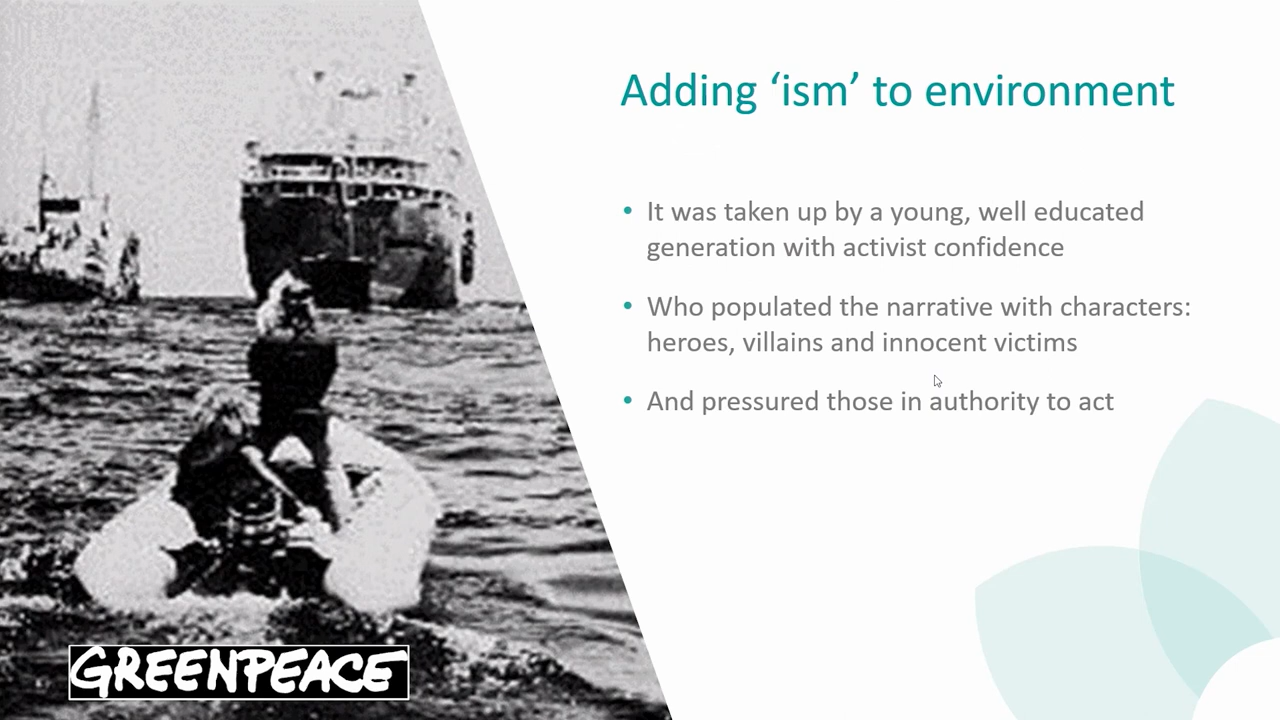 Adding ‘ism’ to environment
• It was taken up by a young, well educated
generation with activist confidence
• Who populated the narrative with characters:
heroes, villains and innocent victims
• And pressured those in authority to act
GREENPEACE